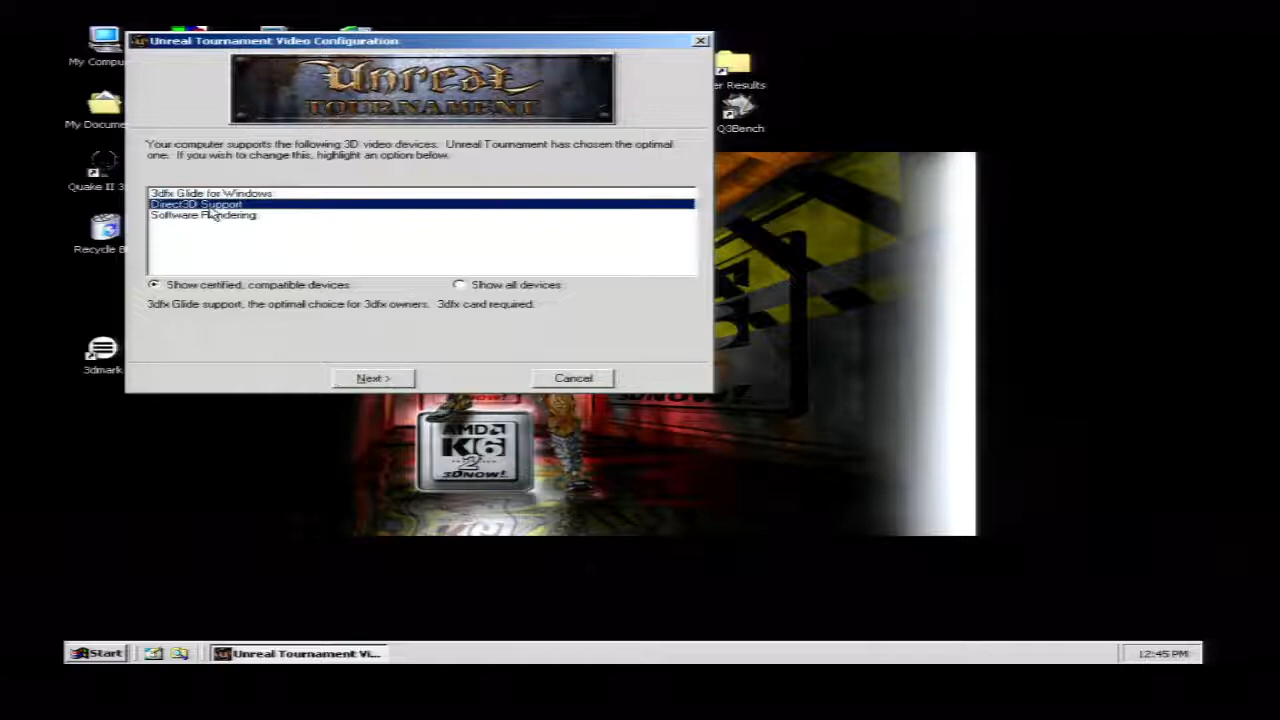 Unreal Tournament Video Configuration
UNREAL
TOURNAMENT
My Compu
er Results
My Docume
Q3Bench
Your computer supports the following 3D video devices. Unreal Tournament has chosen the optimal
one. If you wish to change this, highlight an option below.
Quake II 3
3dfx Glide for Windows
Direct3D Support
Software Rendering
Recycle B
Show certified, compatible devices
Show all devices
3dfx Glide support, the optimal choice for 3dfx owners. 3dfx card required.
3dmark
Next >
Cancel
3DNOW!
AMD
K6
2
3DNOW!
Start
Unreal Tournament Vi...
12:45 PM